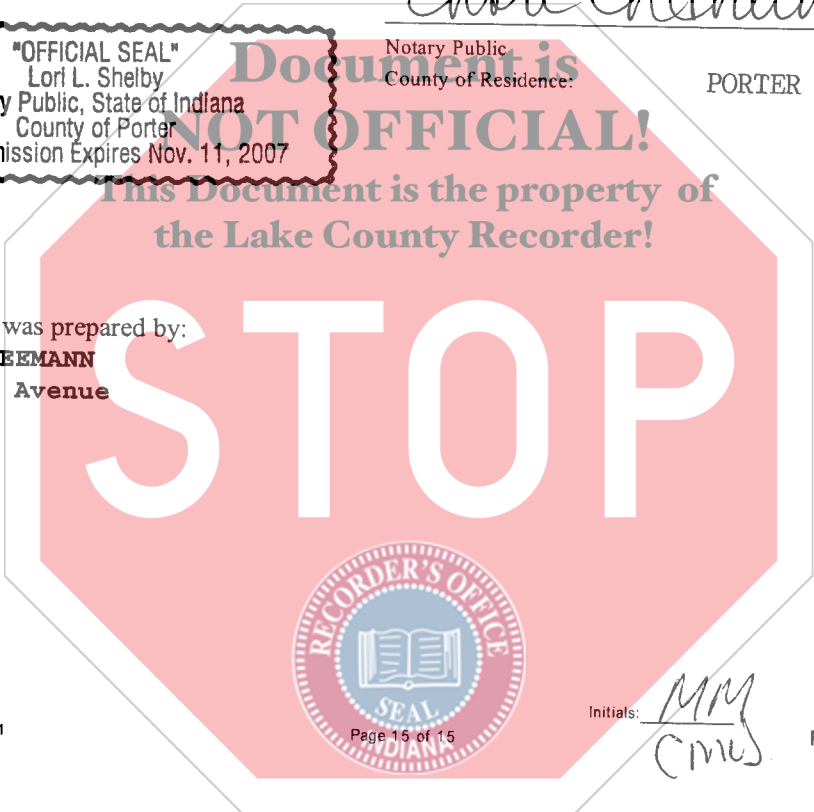 "OFFICIAL SEAL"
Lori L. Shelby
y Public, State of Indiana
County of Porter
ission Expires Nov. 11, 2007
Notary Public
County of Residence: PORTER
Document is
NOT OFFICIAL!
This Document is the property of
the Lake County Recorder!
was prepared by:
EEMANN
Avenue
STOP
RECORDER'S OFFICE
SEAL
INDIANA
Initials: MM
Page 15 of 15